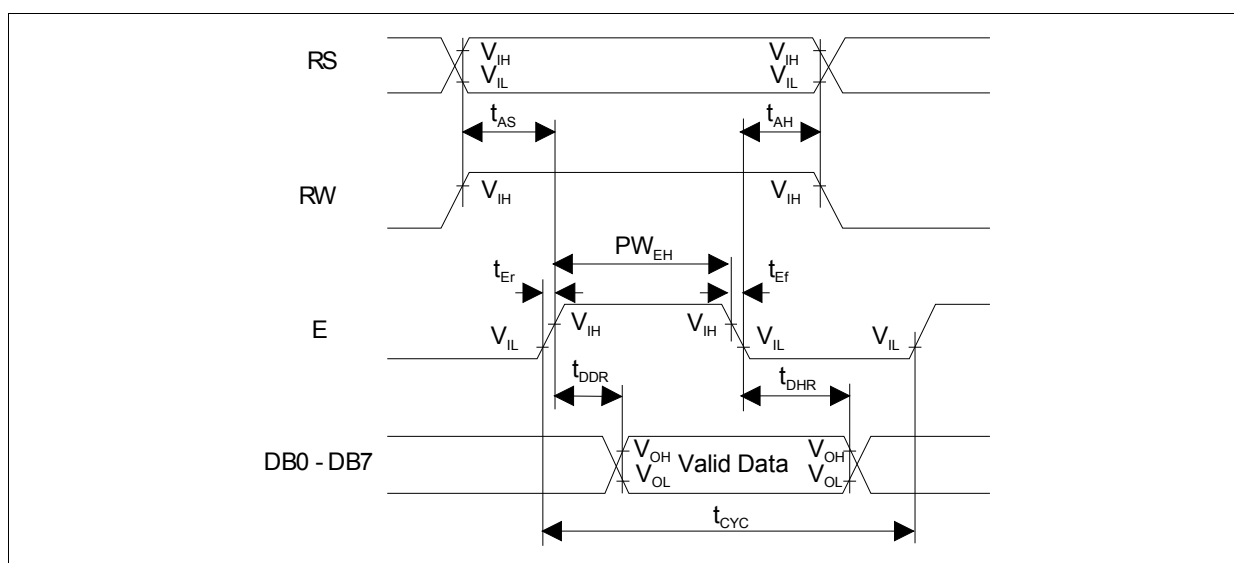 RS
V_IH V_IH
V_IL V_IL
t_AS t_AH
RW
V_IH V_IH
PW_EH
t_Er t_Ef
E
V_IH V_IH
V_IL V_IL V_IL
t_DDR t_DHR
DB0 - DB7
V_OH Valid Data V_OH
V_OL V_OL
t_CYC